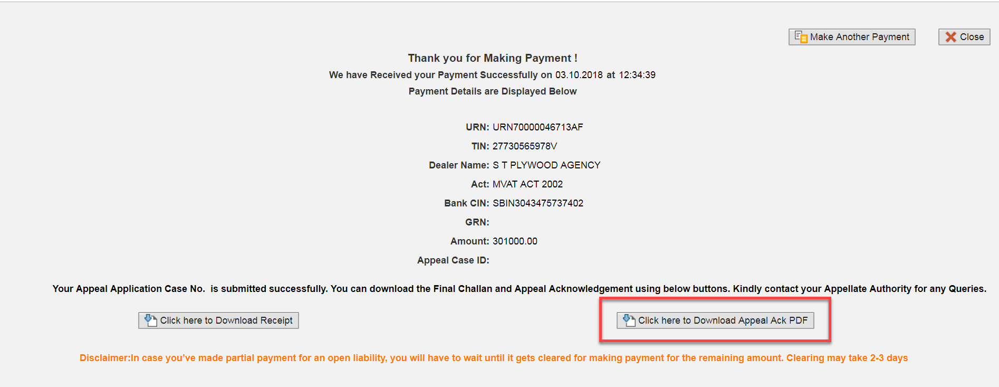 Make Another Payment
Close
Thank you for Making Payment !
We have Received your Payment Successfully on 03.10.2018 at 12:34:39
Payment Details are Displayed Below
URN: URN70000046713AF
TIN: 27730565978V
Dealer Name: S T PLYWOOD AGENCY
Act: MVAT ACT 2002
Bank CIN: SBIN3043475737402
GRN:
Amount: 301000.00
Appeal Case ID:
Your Appeal Application Case No.  is submitted successfully. You can download the Final Challan and Appeal Acknowledgement using below buttons. Kindly contact your Appellate Authority for any Queries.
Click here to Download Receipt
Click here to Download Appeal Ack PDF
Disclaimer:In case you've made partial payment for an open liability, you will have to wait until it gets cleared for making payment for the remaining amount. Clearing may take 2-3 days